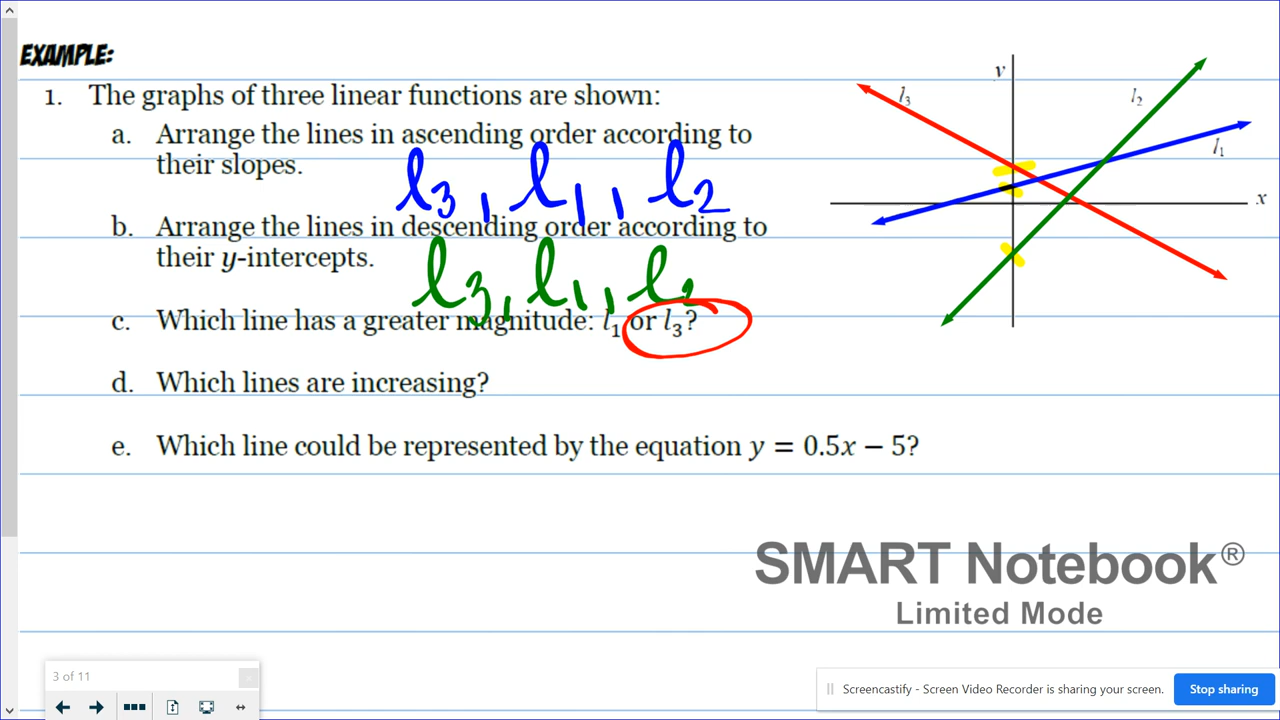 EXAMPLE:
1. The graphs of three linear functions are shown:
a. Arrange the lines in ascending order according to
their slopes.
l3, l1, l2
b. Arrange the lines in descending order according to
their y-intercepts.
l3, l1, l2
c. Which line has a greater magnitude: l₁ or l₃?
d. Which lines are increasing?
e. Which line could be represented by the equation y = 0.5x − 5?
y
l₃
l₂
l₁
x
SMART Notebook®
Limited Mode
3 of 11
Screencastify - Screen Video Recorder is sharing your screen.
Stop sharing